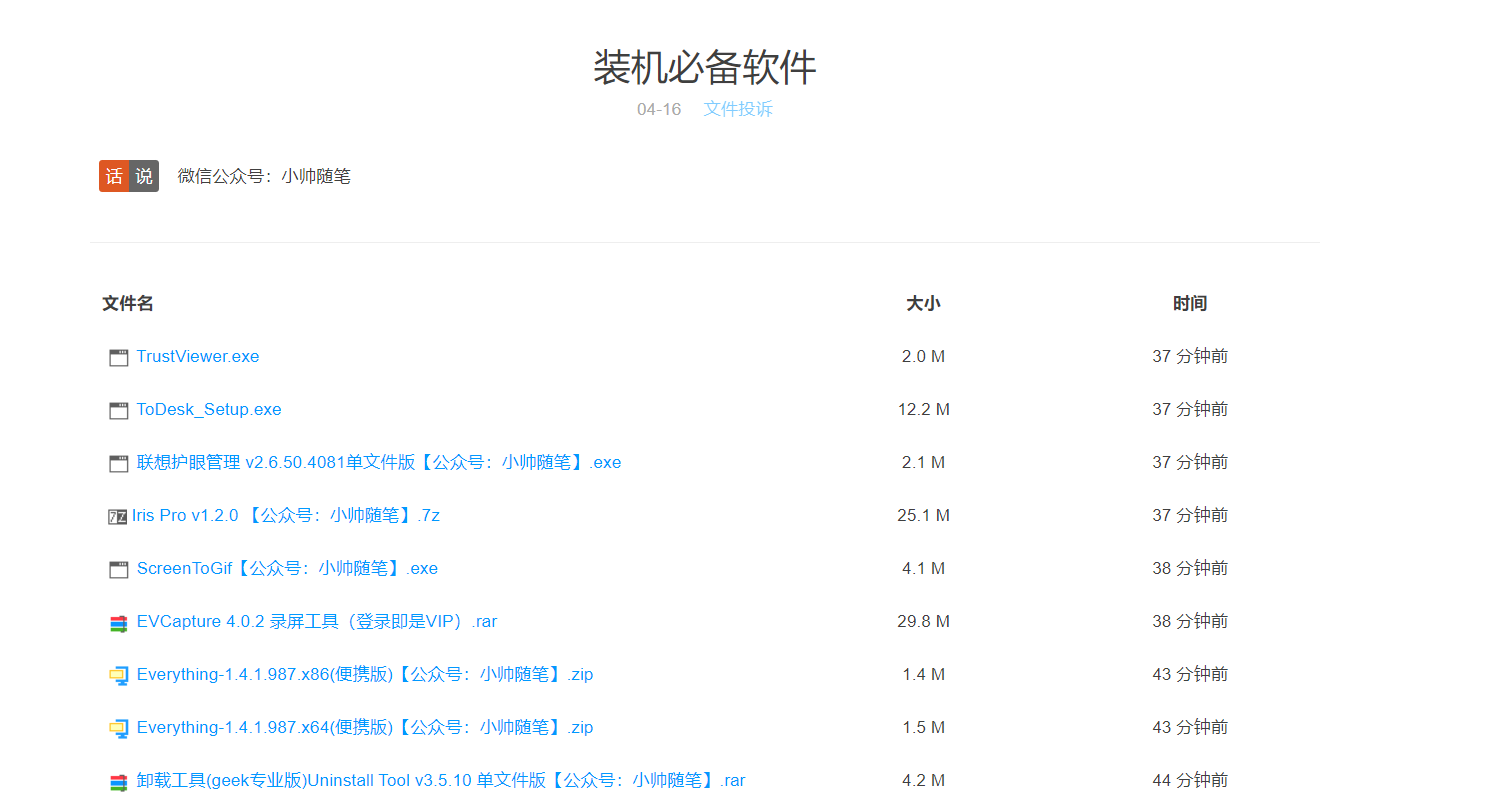 装机必备软件
04-16 文件投诉
话说 微信公众号：小帅随笔
文件名 大小 时间
TrustViewer.exe 2.0 M 37 分钟前
ToDesk_Setup.exe 12.2 M 37 分钟前
联想护眼管理 v2.6.50.4081单文件版【公众号：小帅随笔】.exe 2.1 M 37 分钟前
7Z Iris Pro v1.2.0 【公众号：小帅随笔】.7z 25.1 M 37 分钟前
ScreenToGif【公众号：小帅随笔】.exe 4.1 M 38 分钟前
EVCapture 4.0.2 录屏工具（登录即是VIP）.rar 29.8 M 38 分钟前
Everything-1.4.1.987.x86(便携版)【公众号：小帅随笔】.zip 1.4 M 43 分钟前
Everything-1.4.1.987.x64(便携版)【公众号：小帅随笔】.zip 1.5 M 43 分钟前
卸载工具(geek专业版)Uninstall Tool v3.5.10 单文件版【公众号：小帅随笔】.rar 4.2 M 44 分钟前